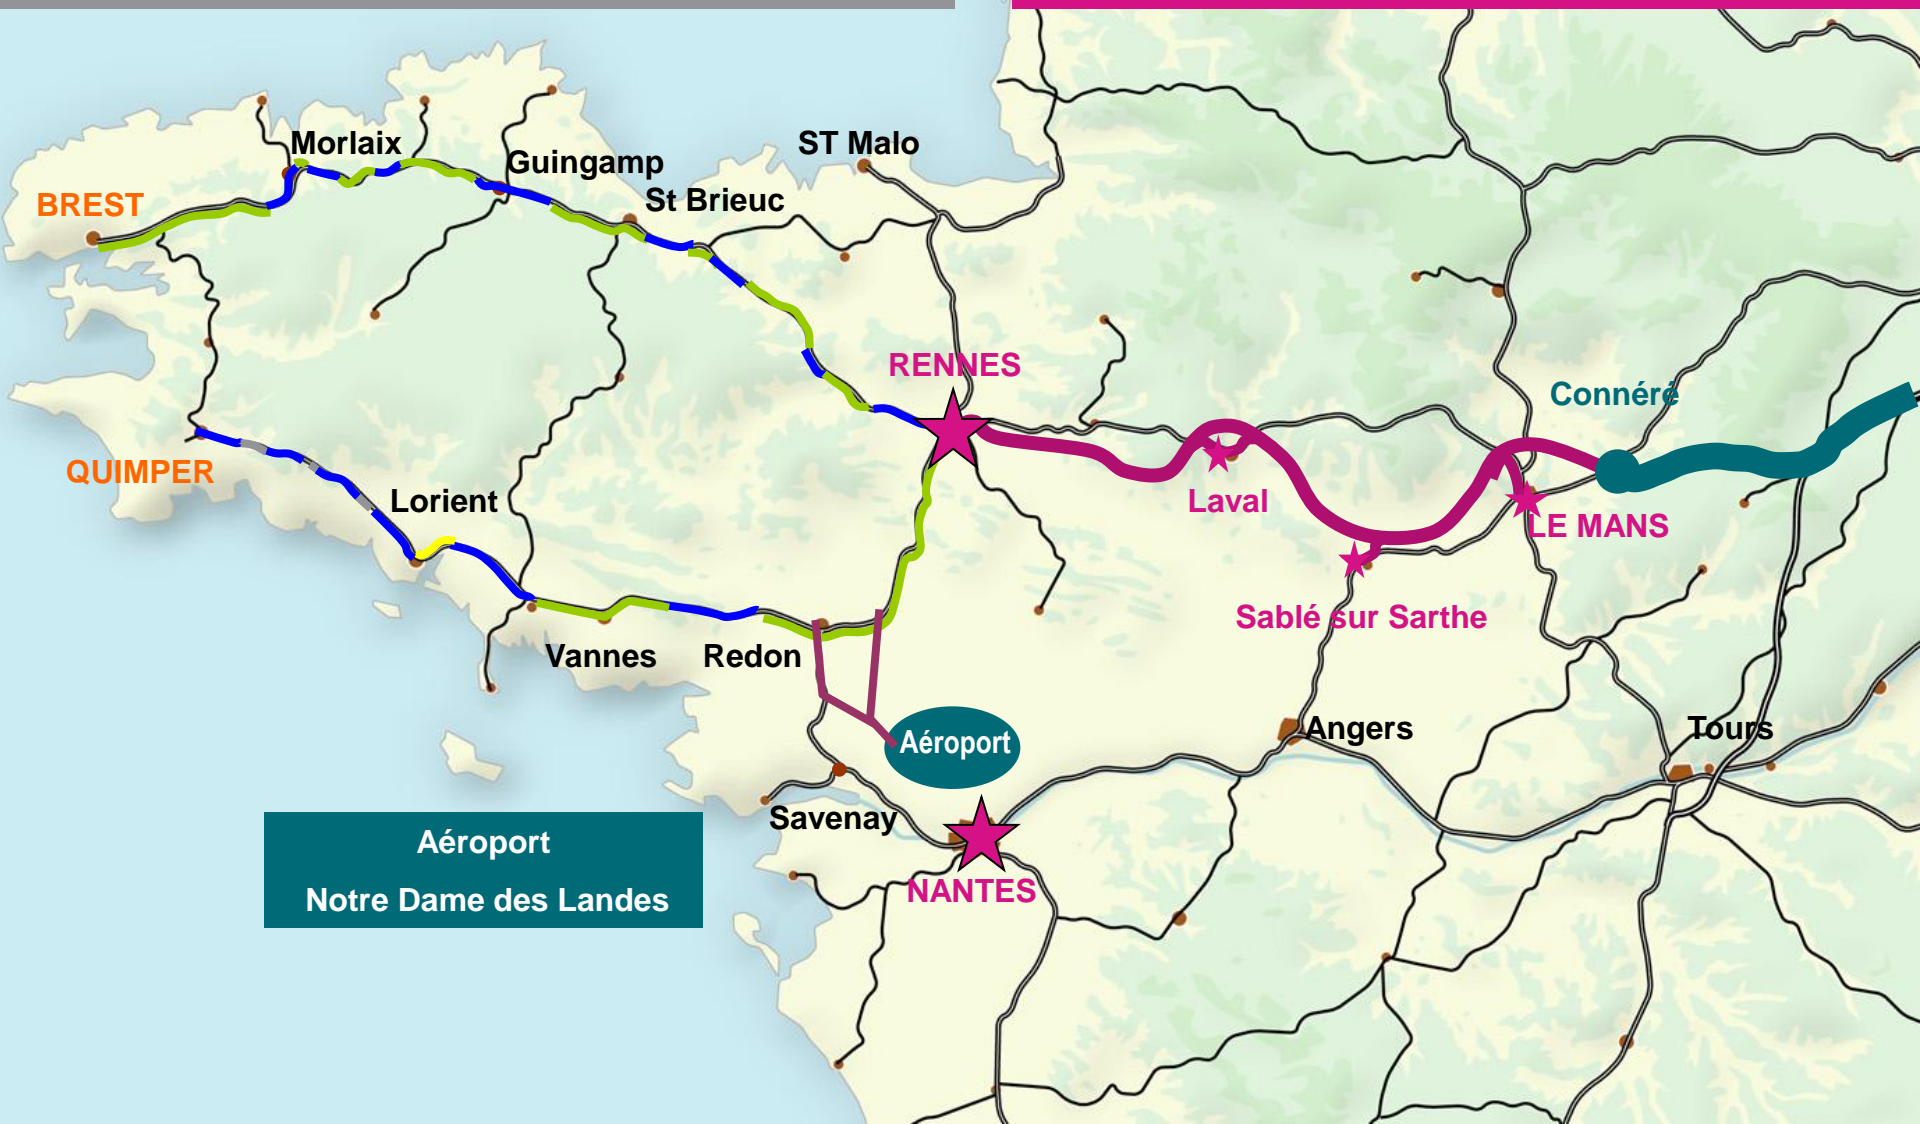 Morlaix
ST Malo
Guingamp
BREST
St Brieuc
RENNES
Connéré
QUIMPER
Lorient
Laval
LE MANS
Sablé sur Sarthe
Vannes
Redon
Angers
Tours
Aéroport
Savenay
Aéroport
Notre Dame des Landes
NANTES